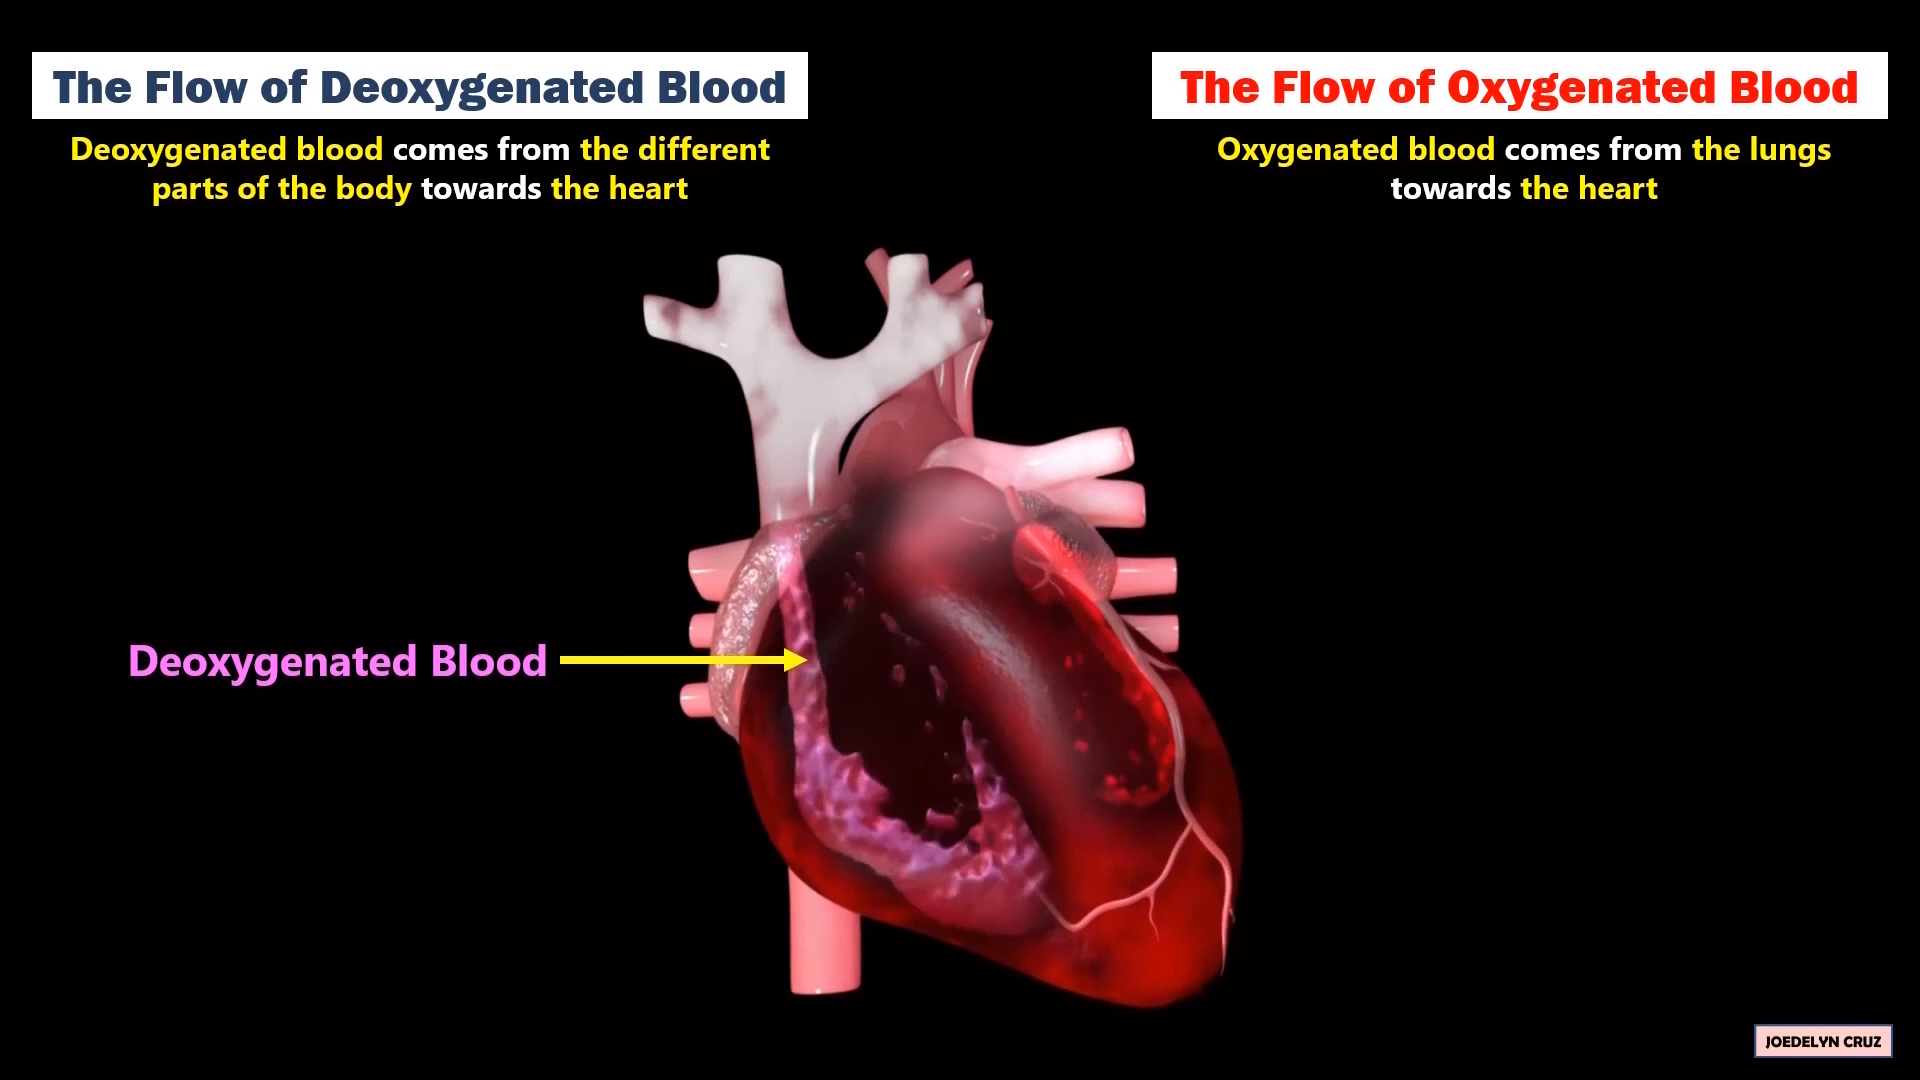 The Flow of Deoxygenated Blood
Deoxygenated blood comes from the different
parts of the body towards the heart
The Flow of Oxygenated Blood
Oxygenated blood comes from the lungs
towards the heart
Deoxygenated Blood
JOEDELYN CRUZ